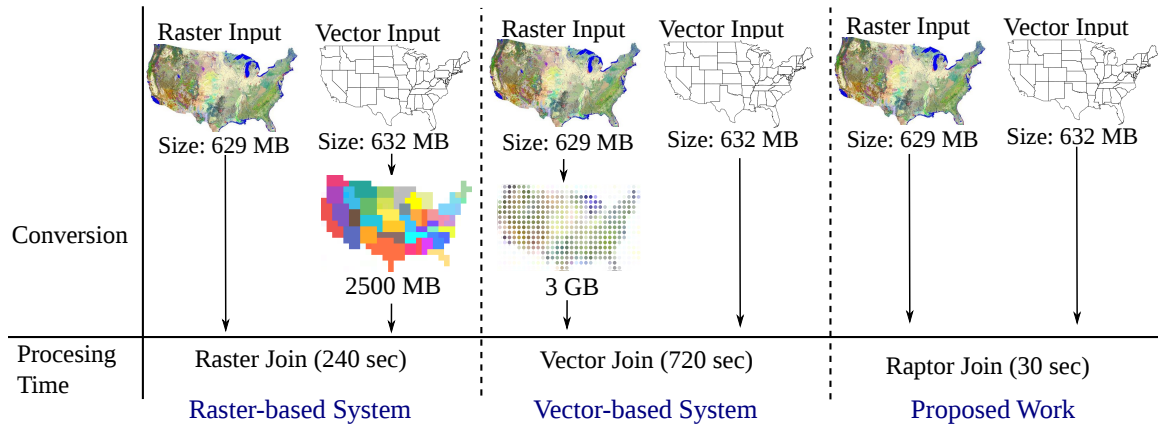 Raster Input
Vector Input
Raster Input
Vector Input
Raster Input
Vector Input
Size: 629 MB
Size: 632 MB
Size: 629 MB
Size: 632 MB
Size: 629 MB
Size: 632 MB
Conversion
2500 MB
3 GB
Procesing
Time
Raster Join (240 sec)
Vector Join (720 sec)
Raptor Join (30 sec)
Raster-based System
Vector-based System
Proposed Work